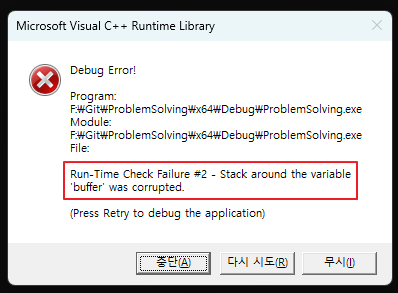 Microsoft Visual C++ Runtime Library
Debug Error!
Program:
F:₩Git₩ProblemSolving₩x64₩Debug₩ProblemSolving.exe
Module:
F:₩Git₩ProblemSolving₩x64₩Debug₩ProblemSolving.exe
File:
Run-Time Check Failure #2 - Stack around the variable
'buffer' was corrupted.
(Press Retry to debug the application)
중단(A) 다시 시도(R) 무시(I)